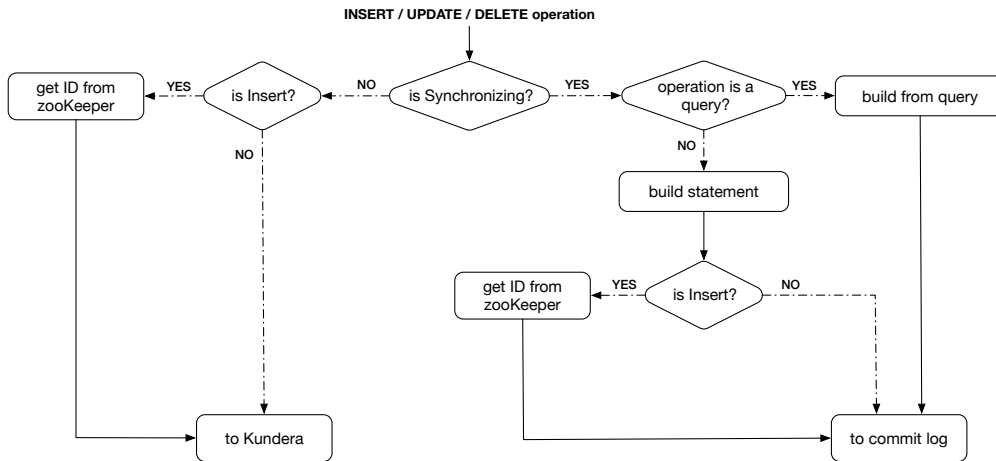 INSERT / UPDATE / DELETE operation
get ID from
zooKeeper
YES
is Insert?
NO
is Synchronizing?
YES
operation is a
query?
YES
build from query
NO
NO
build statement
get ID from
zooKeeper
YES
is Insert?
NO
to Kundera
to commit log